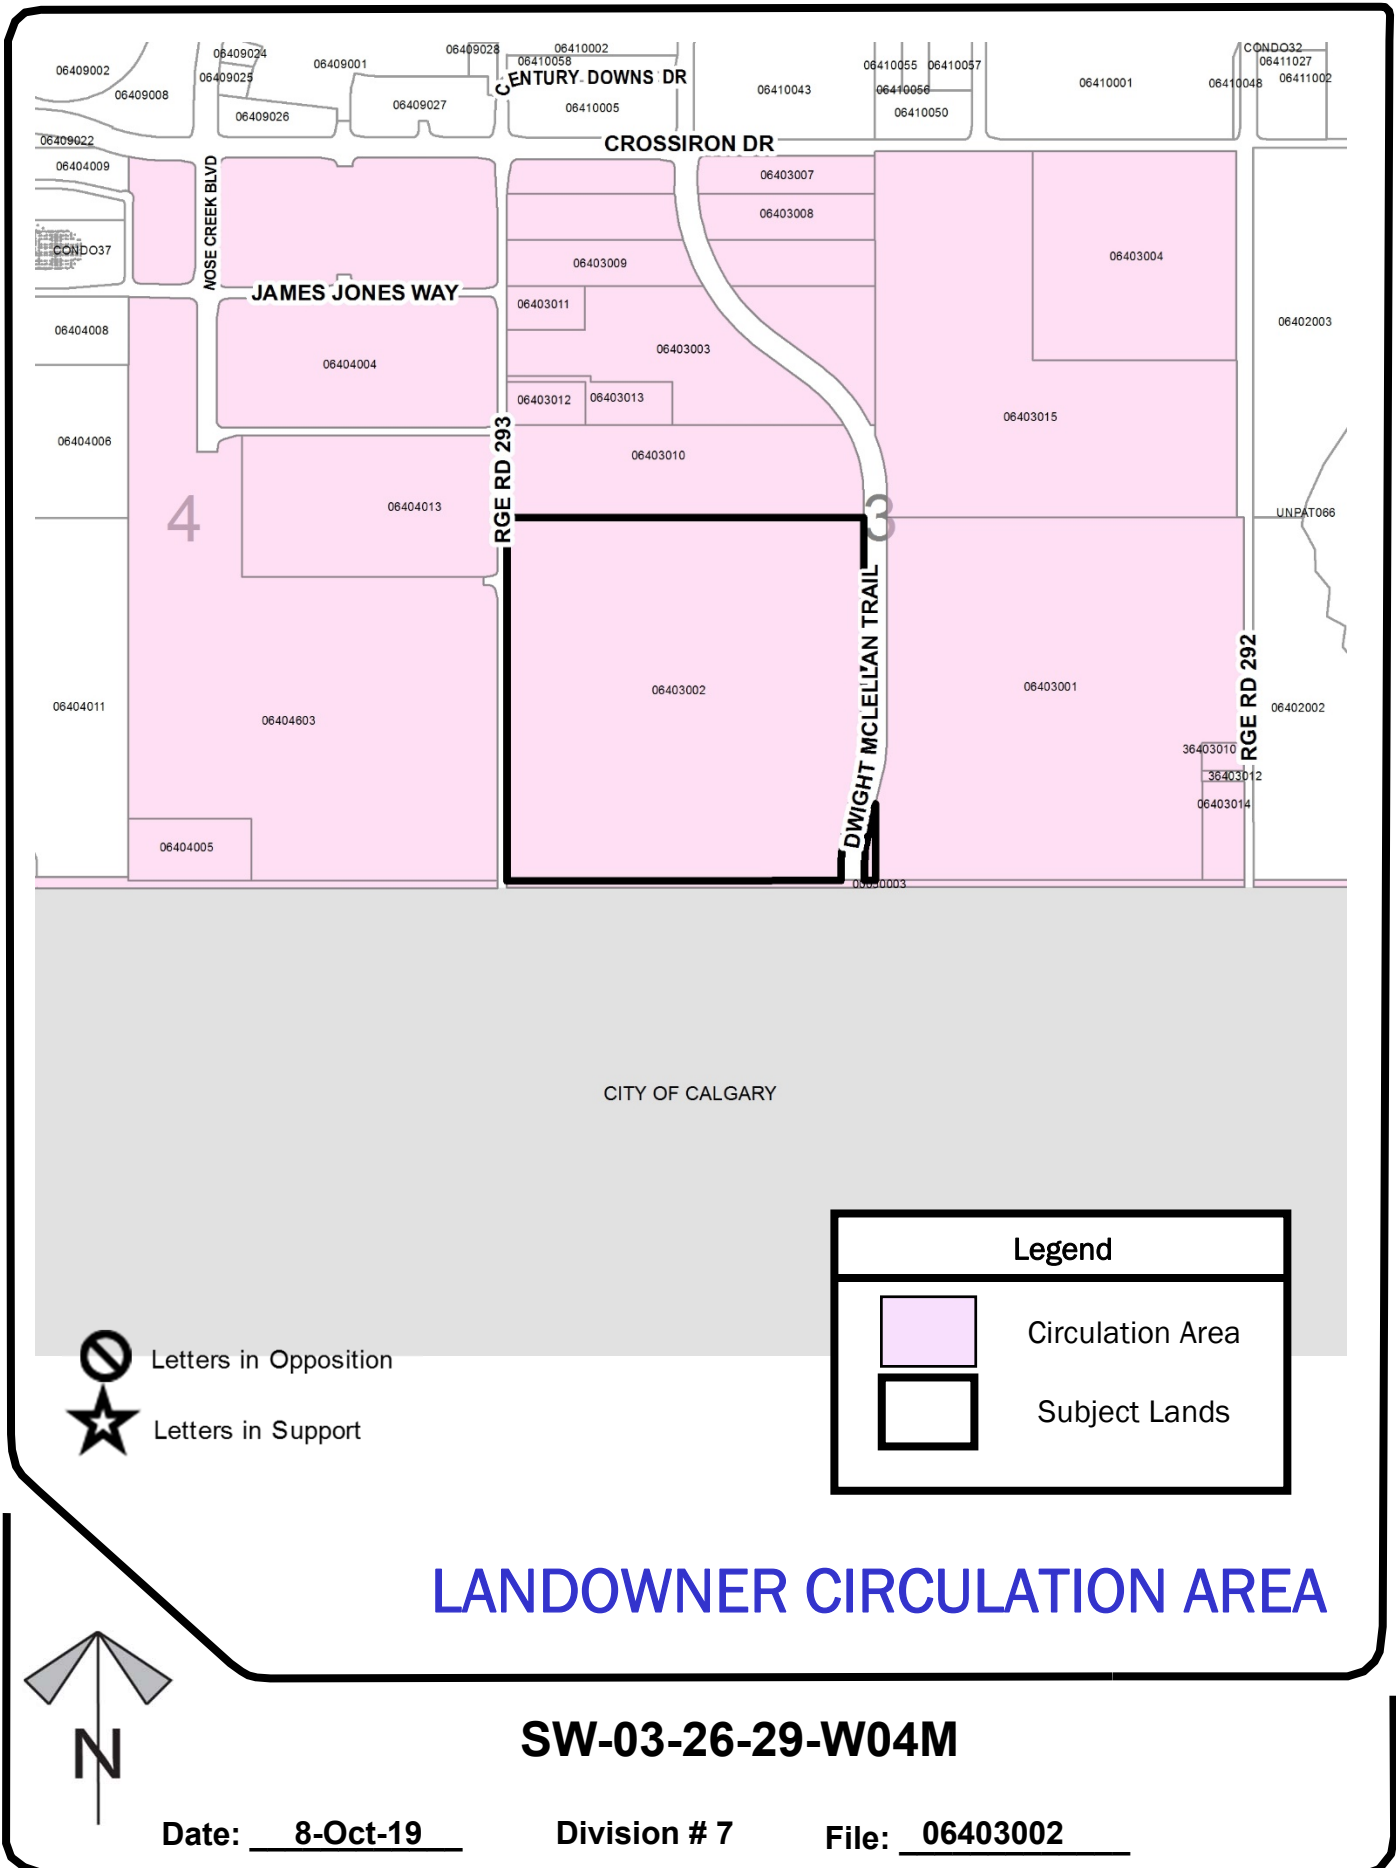 06409002
06409024
06409025
06409008
06409026
06409001
06409027
06409028
06410058
06410002
CENTURY DOWNS DR
06410005
06410043
06410055
06410057
06410056
06410050
06410001
CONDO32
06411027
06411002
06410048
CROSSIRON DR
06409022
06404009
NOSE CREEK BLVD
CONDO37
JAMES JONES WAY
06403007
06403008
06403009
06403004
06403011
06403003
06402003
06404008
06404004
06403012
06403013
06403015
06404006
RGE RD 293
06403010
4
06404013
3
UNPAT066
DWIGHT MCLELLAN TRAIL
RGE RD 292
06403002
06403001
06404011
06404603
06402002
36403010
36403012
06403014
06404005
CITY OF CALGARY
Legend
Circulation Area
Subject Lands
Letters in Opposition
Letters in Support
LANDOWNER CIRCULATION AREA
N
SW-03-26-29-W04M
Date: 8-Oct-19 Division # 7 File: 06403002